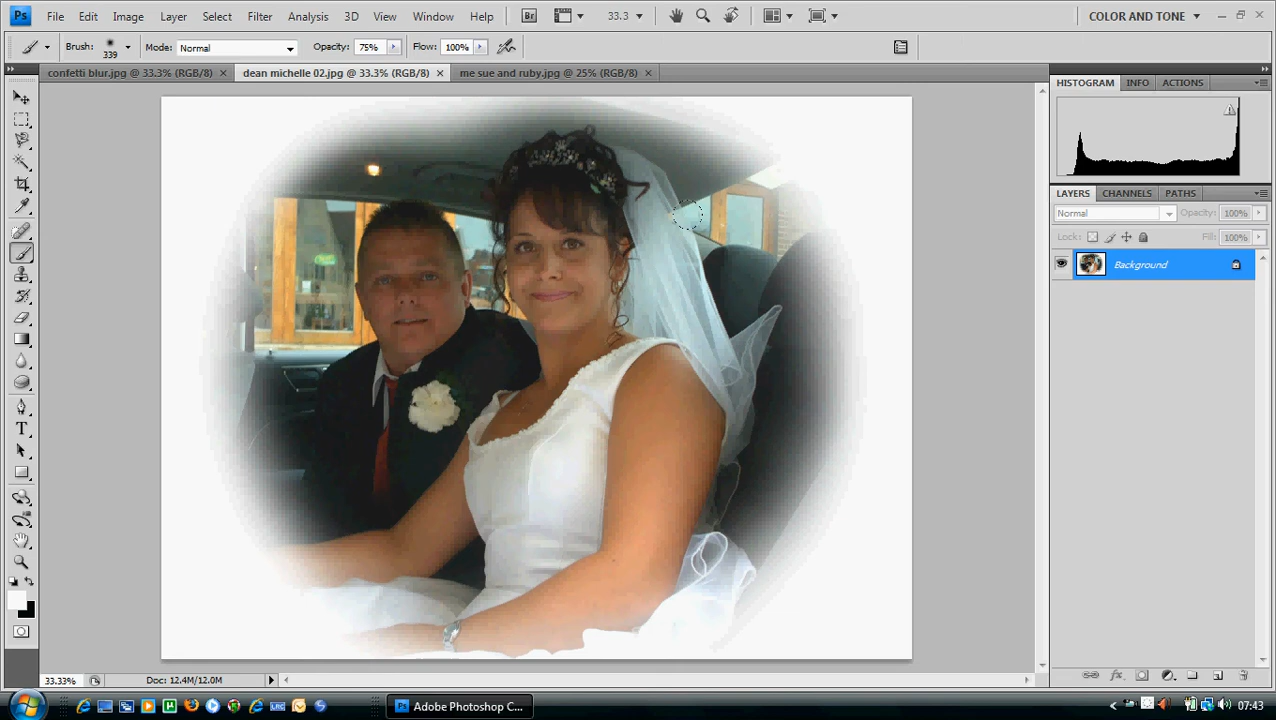 Ps File Edit Image Layer Select Filter Analysis 3D View Window Help Br 33.3 COLOR AND TONE
Brush: 339 Mode: Normal Opacity: 75% Flow: 100%
confetti blur.jpg @ 33.3% (RGB/8) dean michelle 02.jpg @ 33.3% (RGB/8) me sue and ruby.jpg @ 25% (RGB/8)
HISTOGRAM INFO ACTIONS
LAYERS CHANNELS PATHS
Normal Opacity: 100%
Lock: Fill: 100%
Background
T
33.33% Doc: 12.4M/12.0M
Ps Adobe Photoshop C... 07:43